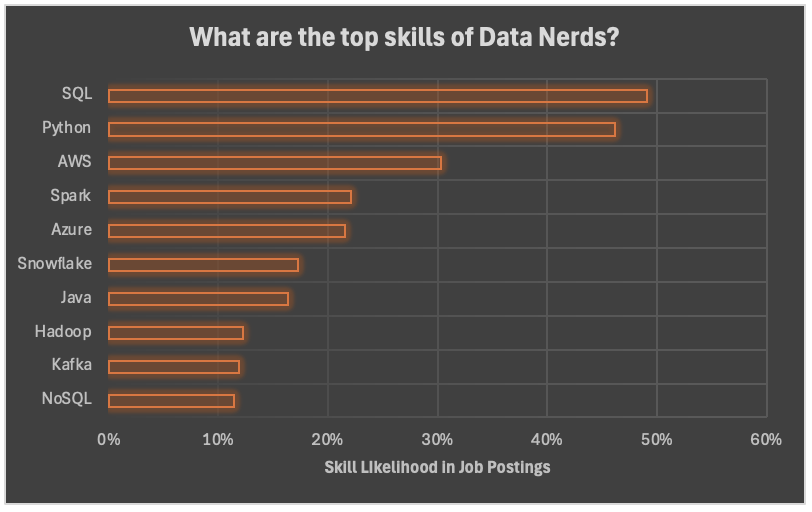 What are the top skills of Data Nerds?
SQL
Python
AWS
Spark
Azure
Snowflake
Java
Hadoop
Kafka
NoSQL
0% 10% 20% 30% 40% 50% 60%
Skill Likelihood in Job Postings